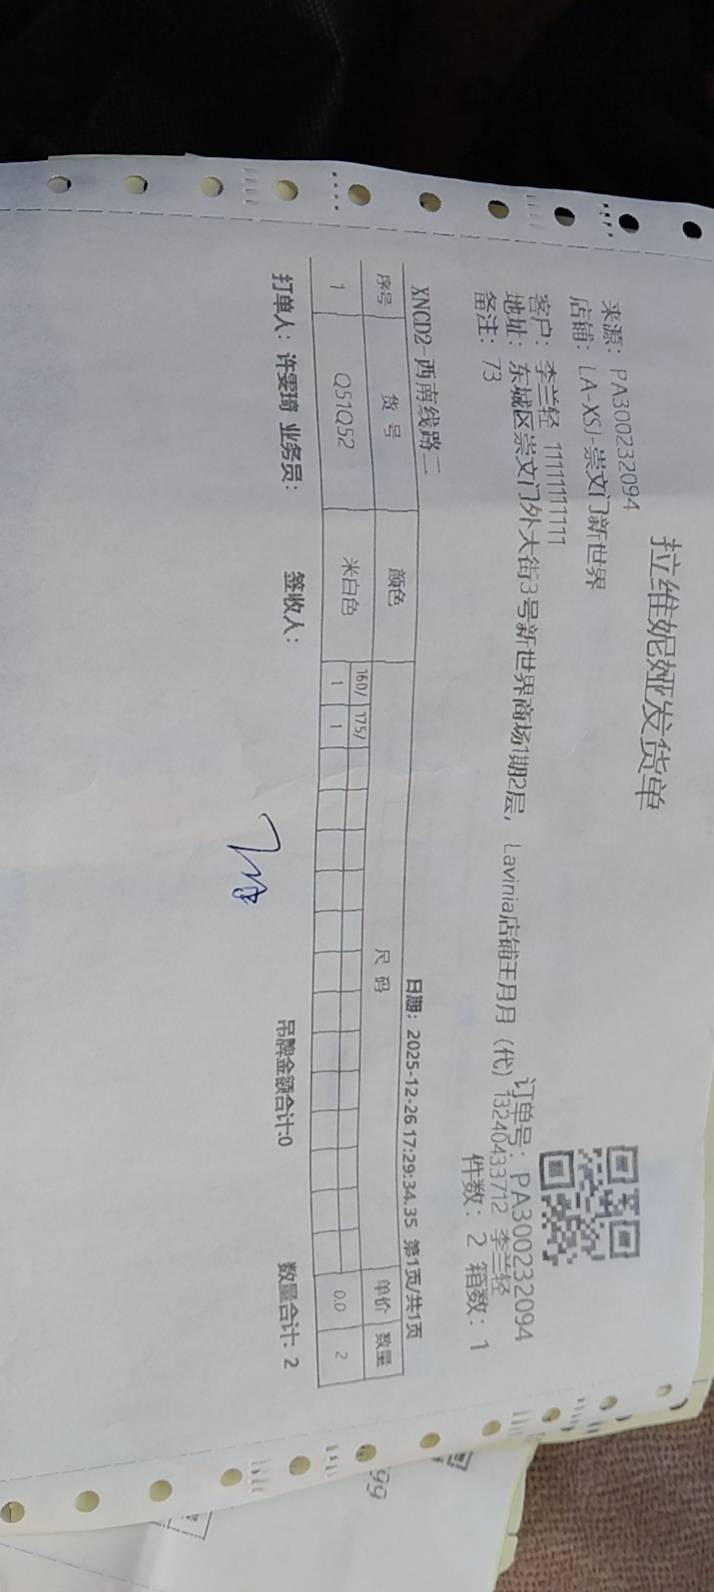 拉维妮娅发货单
来源：PA300232094
店铺：LA-XSJ-崇文门新世界
订单号：PA300232094
客户：李兰轻 11111111111
地址：东城区崇文门外大街3号新世界商场1期2层，Lavinia店铺王月月（代）13240433712 李兰轻
备注：73
件数：2 箱数：1
XNCD2-西南线路二
日期：2025-12-26 17:29:34.35 第1页/共1页
序号 货号 颜色 尺码 单价 数量
160/ 175/
1 Q51Q52 米白色 1 1 0.0 2
打单人：许雯琦 业务员： 签收人： 吊牌金额合计:0 数量合计: 2
99